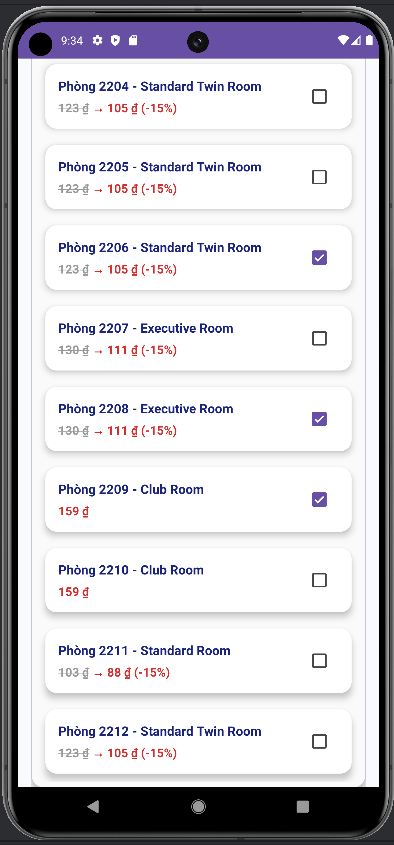 9:34
Phòng 2204 - Standard Twin Room
123 ₫ → 105 ₫ (-15%)
Phòng 2205 - Standard Twin Room
123 ₫ → 105 ₫ (-15%)
Phòng 2206 - Standard Twin Room
123 ₫ → 105 ₫ (-15%)
Phòng 2207 - Executive Room
130 ₫ → 111 ₫ (-15%)
Phòng 2208 - Executive Room
130 ₫ → 111 ₫ (-15%)
Phòng 2209 - Club Room
159 ₫
Phòng 2210 - Club Room
159 ₫
Phòng 2211 - Standard Room
103 ₫ → 88 ₫ (-15%)
Phòng 2212 - Standard Twin Room
123 ₫ → 105 ₫ (-15%)